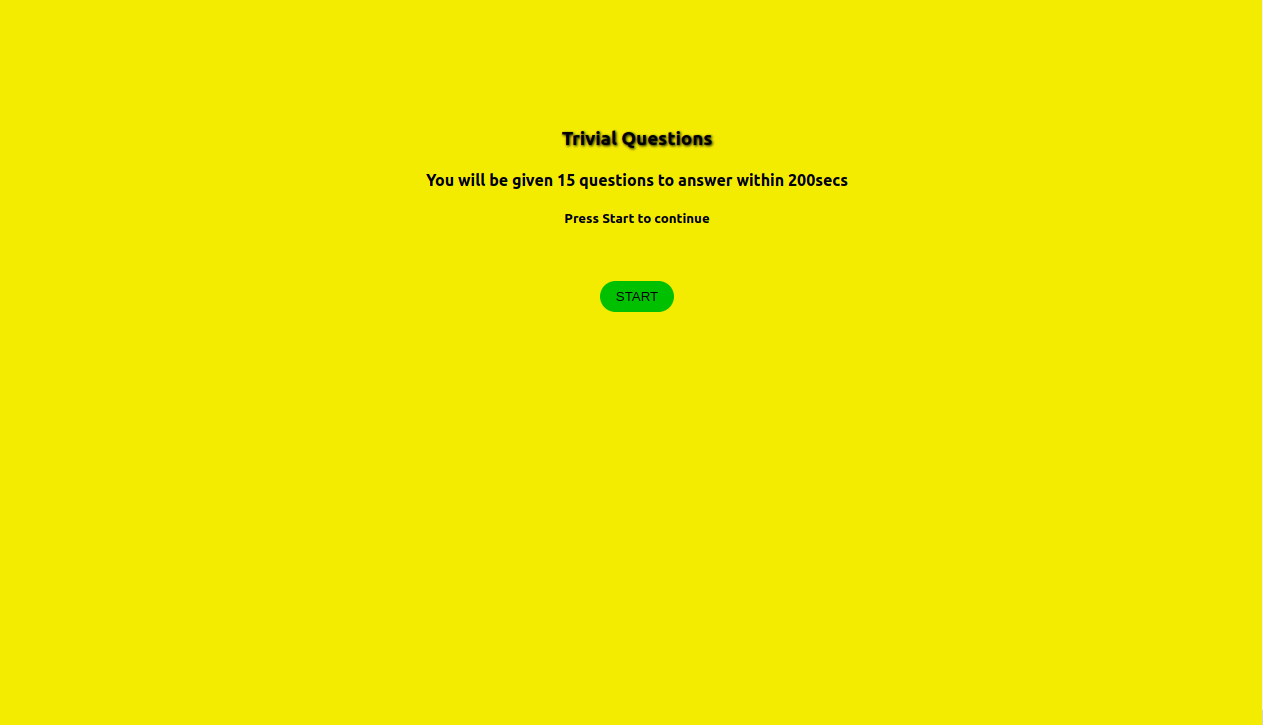 Trivial Questions
You will be given 15 questions to answer within 200secs
Press Start to continue
START